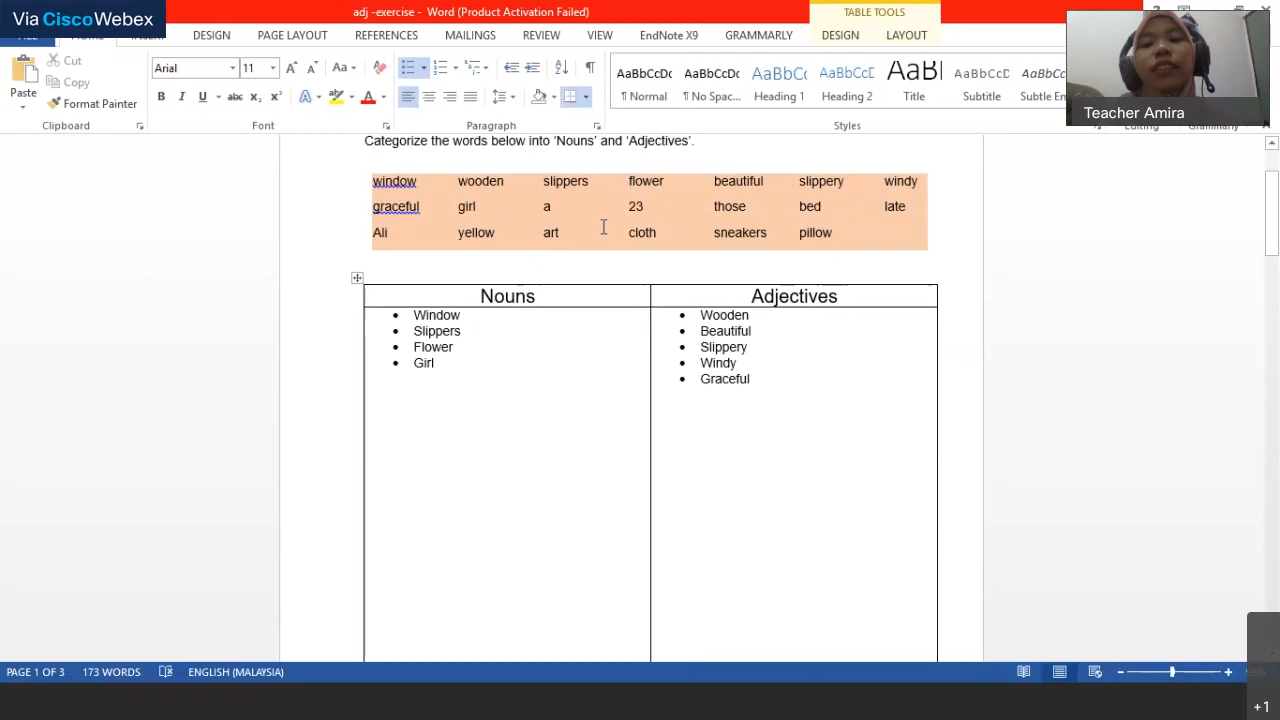 Via Cisco Webex
adj -exercise - Word (Product Activation Failed)
TABLE TOOLS
DESIGN PAGE LAYOUT REFERENCES MAILINGS REVIEW VIEW EndNote X9 GRAMMARLY DESIGN LAYOUT
Paste
Cut
Copy
Format Painter
Clipboard
Arial 11
Font
Paragraph
AaBbCcDc AaBbCcDc AaBbCc AaBbCcD AaBl AaBbCcD AaBbCcDc
¶ Normal ¶ No Spac... Heading 1 Heading 2 Title Subtitle Subtle En
Styles
Grammarly
Teacher Amira
Categorize the words below into ‘Nouns’ and ‘Adjectives’.
window wooden slippers flower beautiful slippery windy
graceful girl a 23 those bed late
Ali yellow art cloth sneakers pillow
Nouns Adjectives
• Window
• Slippers
• Flower
• Girl
• Wooden
• Beautiful
• Slippery
• Windy
• Graceful
PAGE 1 OF 3 173 WORDS ENGLISH (MALAYSIA)
+1